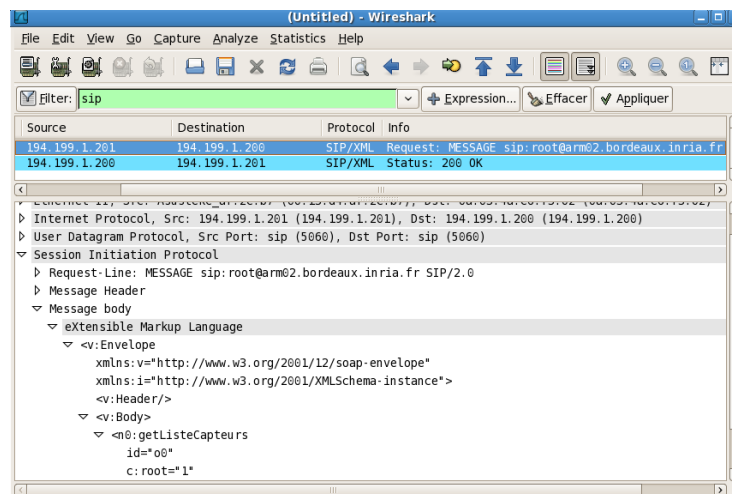 (Untitled) - Wireshark
File Edit View Go Capture Analyze Statistics Help
Filter: sip Expression... Effacer Appliquer
Source Destination Protocol Info
194.199.1.201 194.199.1.200 SIP/XML Request: MESSAGE sip:root@arm02.bordeaux.inria.fr
194.199.1.200 194.199.1.201 SIP/XML Status: 200 OK
Internet Protocol, Src: 194.199.1.201 (194.199.1.201), Dst: 194.199.1.200 (194.199.1.200)
User Datagram Protocol, Src Port: sip (5060), Dst Port: sip (5060)
Session Initiation Protocol
Request-Line: MESSAGE sip:root@arm02.bordeaux.inria.fr SIP/2.0
Message Header
Message body
eXtensible Markup Language
<v:Envelope
xmlns:v="http://www.w3.org/2001/12/soap-envelope"
xmlns:i="http://www.w3.org/2001/XMLSchema-instance">
<v:Header/>
<v:Body>
<n0:getListeCapteurs
id="o0"
c:root="1"